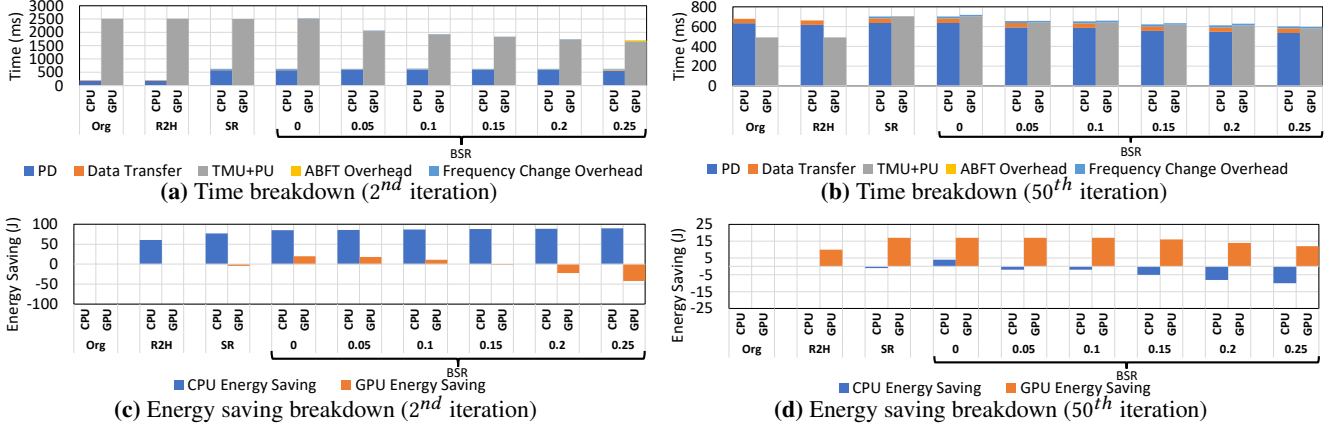 3000
2500
2000
1500
1000
500
0
Time (ms)
CPU GPU CPU GPU CPU GPU CPU GPU CPU GPU CPU GPU CPU GPU CPU GPU CPU GPU
Org R2H SR 0 0.05 0.1 0.15 0.2 0.25
BSR
PD Data Transfer TMU+PU ABFT Overhead Frequency Change Overhead
(a) Time breakdown (2nd iteration)
800
600
400
200
0
Time (ms)
CPU GPU CPU GPU CPU GPU CPU GPU CPU GPU CPU GPU CPU GPU CPU GPU CPU GPU
Org R2H SR 0 0.05 0.1 0.15 0.2 0.25
BSR
PD Data Transfer TMU+PU ABFT Overhead Frequency Change Overhead
(b) Time breakdown (50th iteration)
100
50
0
-50
-100
Energy Saving (J)
CPU GPU CPU GPU CPU GPU CPU GPU CPU GPU CPU GPU CPU GPU CPU GPU CPU GPU
Org R2H SR 0 0.05 0.1 0.15 0.2 0.25
BSR
CPU Energy Saving GPU Energy Saving
(c) Energy saving breakdown (2nd iteration)
25
15
5
-5
-15
-25
Energy Saving (J)
CPU GPU CPU GPU CPU GPU CPU GPU CPU GPU CPU GPU CPU GPU CPU GPU CPU GPU
Org R2H SR 0 0.05 0.1 0.15 0.2 0.25
BSR
CPU Energy Saving GPU Energy Saving
(d) Energy saving breakdown (50th iteration)